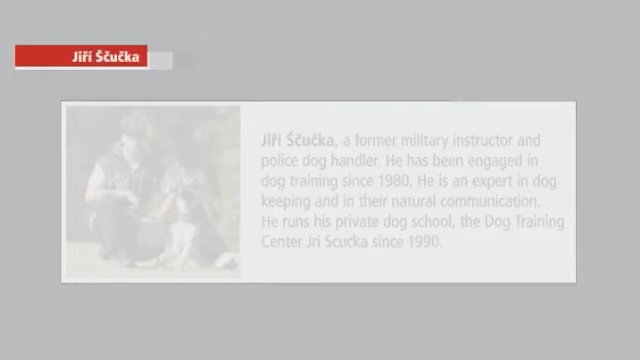 Jiří Ščučka
Jiří Ščučka, a former military instructor and
police dog handler. He has been engaged in
dog training since 1980. He is an expert in dog
keeping and in their natural communication.
He runs his private dog school, the Dog Training
Center Jri Scucka since 1990.